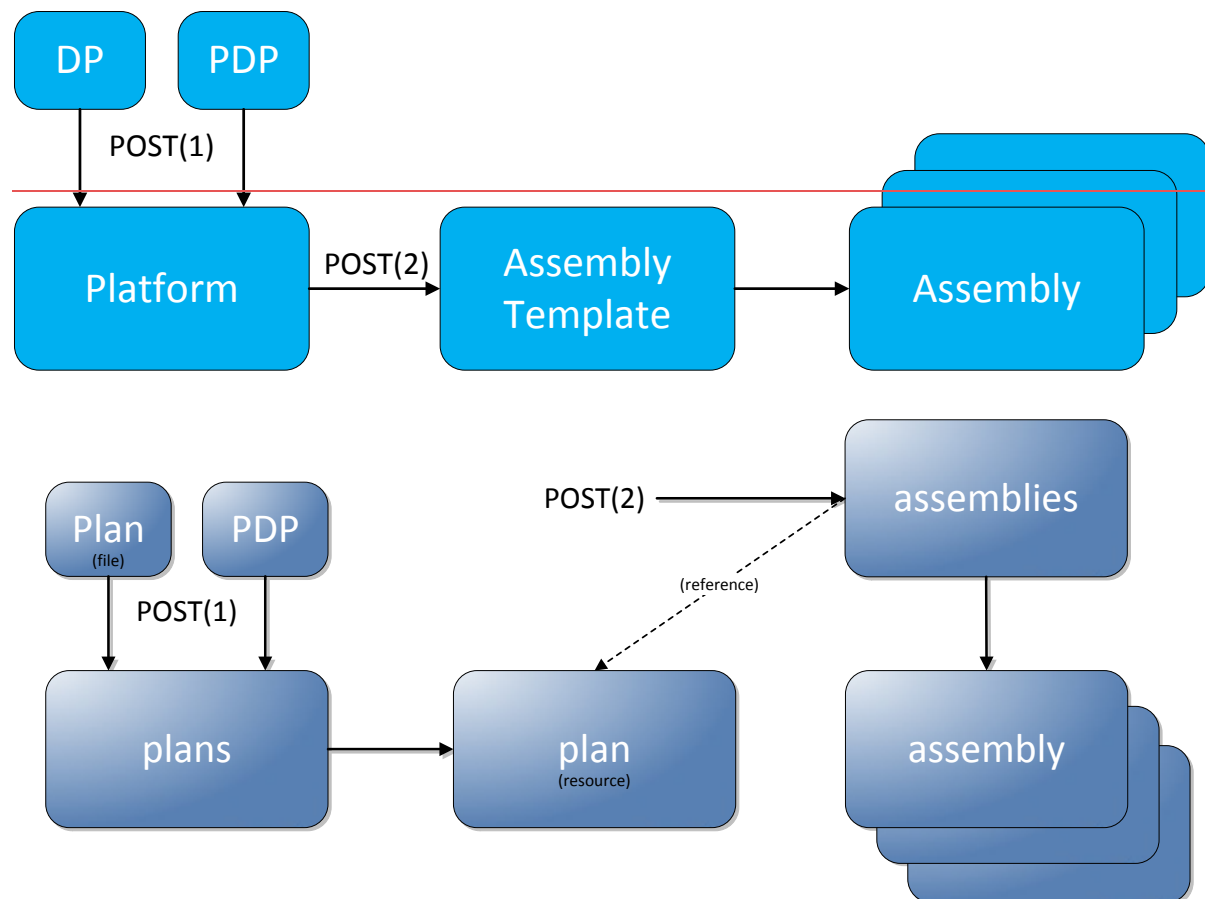 DP
PDP
POST(1)
Platform
POST(2)
Assembly
Template
Assembly
Plan
(file)
PDP
POST(1)
POST(2)
assemblies
(reference)
plans
plan
(resource)
assembly